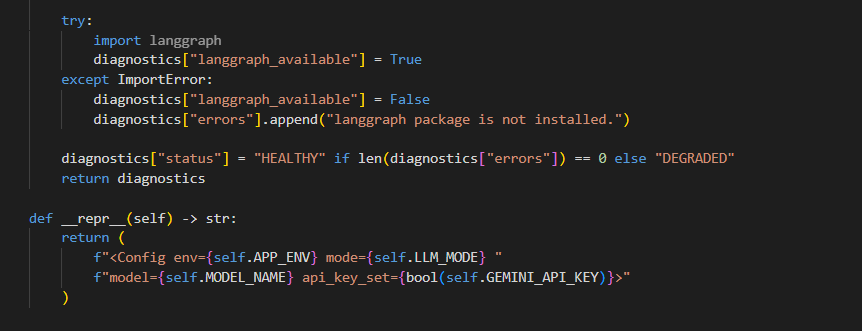 try:
    import langgraph
    diagnostics["langgraph_available"] = True
except ImportError:
    diagnostics["langgraph_available"] = False
    diagnostics["errors"].append("langgraph package is not installed.")

diagnostics["status"] = "HEALTHY" if len(diagnostics["errors"]) == 0 else "DEGRADED"
return diagnostics

def __repr__(self) -> str:
    return (
        f"<Config env={self.APP_ENV} mode={self.LLM_MODE} "
        f"model={self.MODEL_NAME} api_key_set={bool(self.GEMINI_API_KEY)}>"
    )